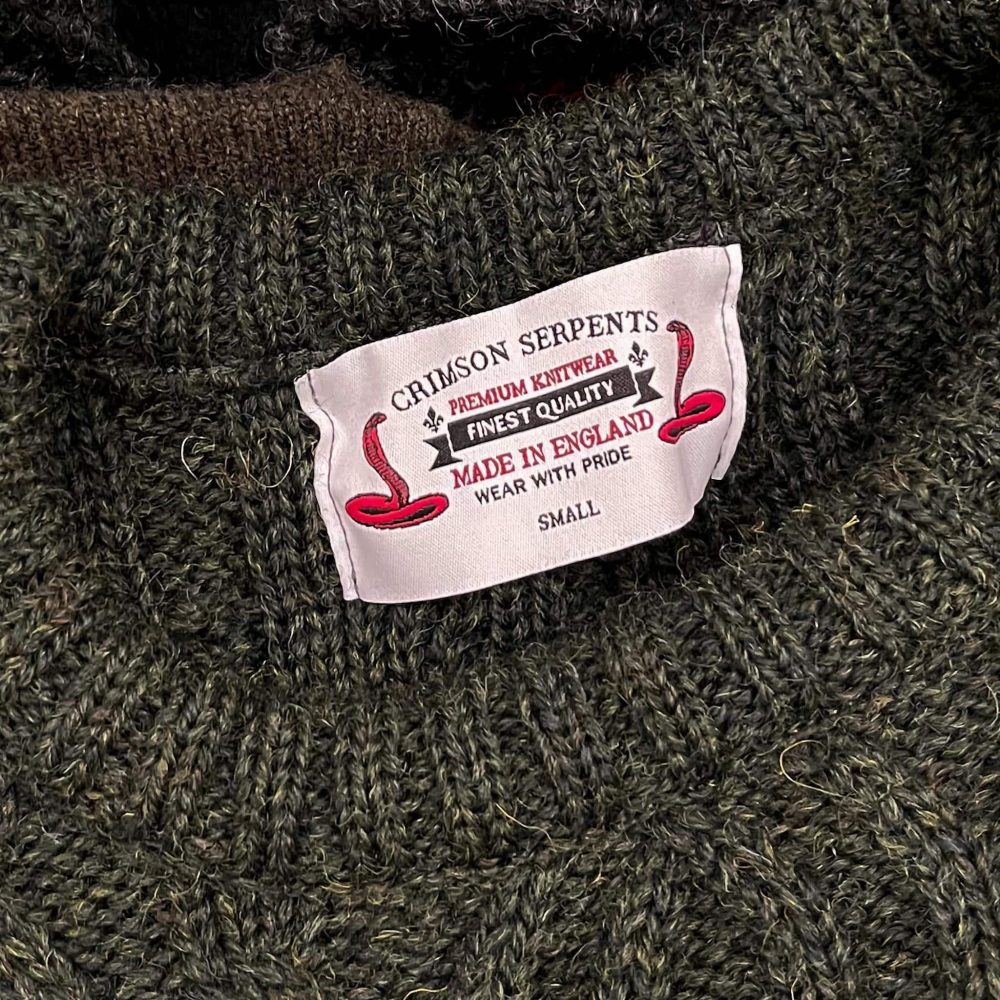 CRIMSON SERPENTS
PREMIUM KNITWEAR
FINEST QUALITY
MADE IN ENGLAND
WEAR WITH PRIDE
SMALL